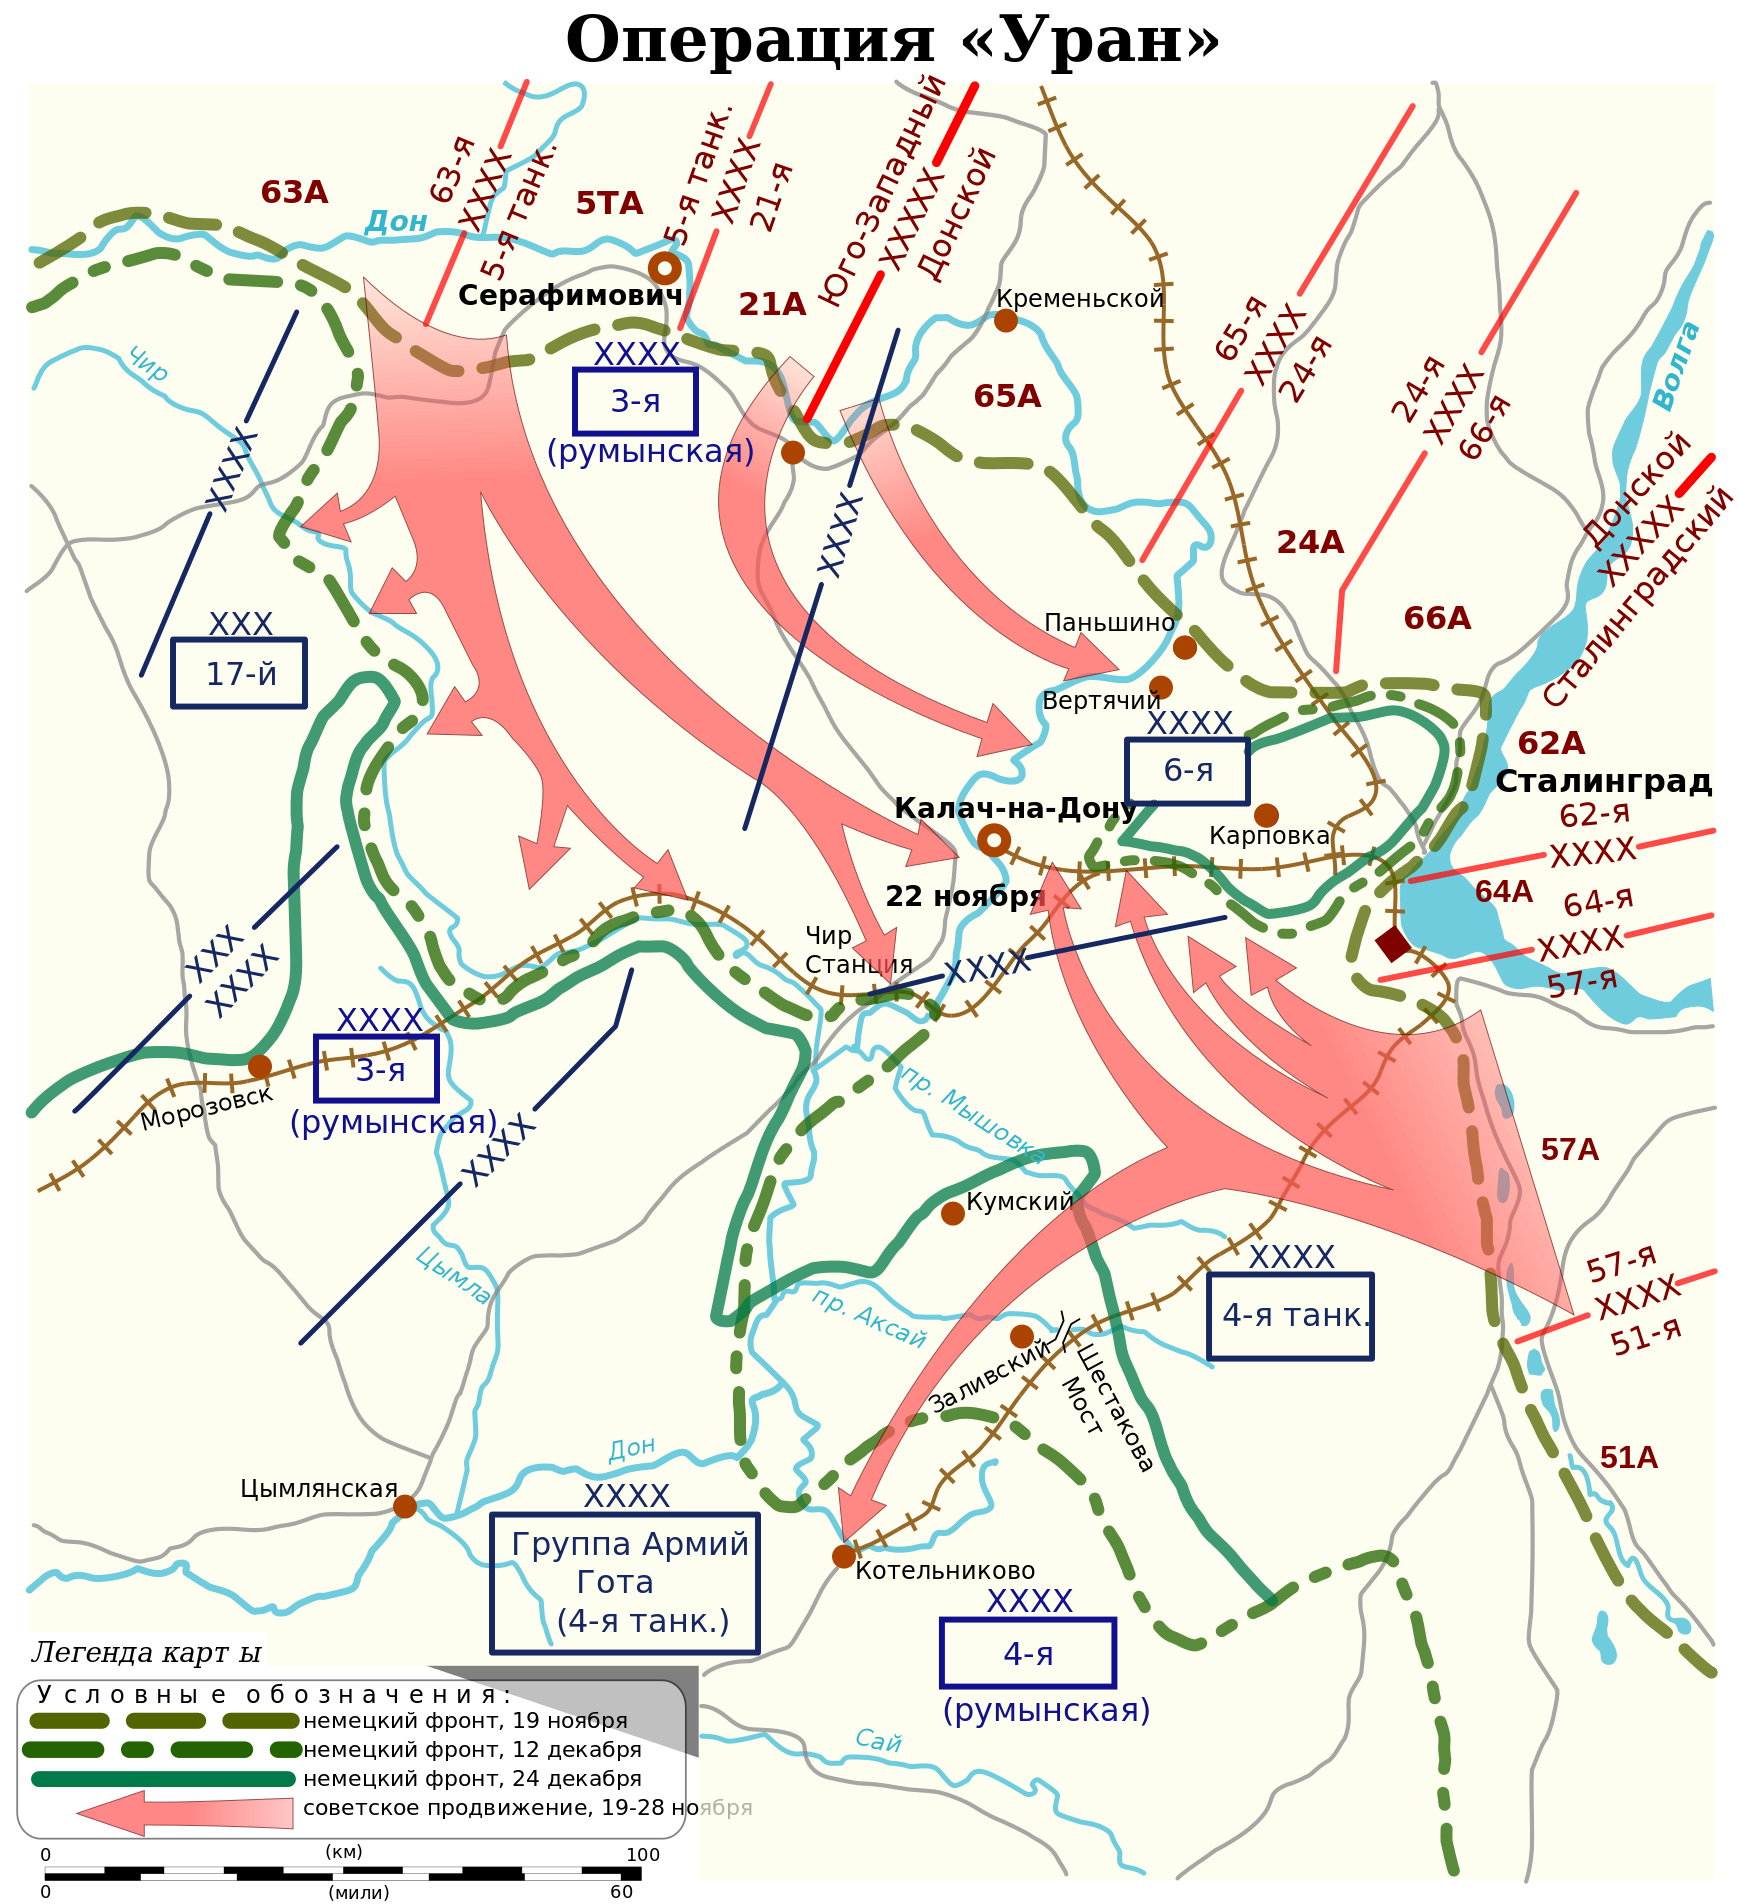 Операция «Уран»
63А
63-я
XXXX
5-я танк.
Дон
5ТА
5-я танк.
XXXX
21-я
Юго-Западный
XXXXX
Донской
Серафимович
21А
Кременьской
65-я
XXXX
24-я
24-я
XXXX
66-я
Волга
Чир
XXXX
3-я
(румынская)
65А
Донской
XXXXX
Сталинградский
XXXX
XXXX
24А
XXX
17-й
Паньшино
66А
Вертячий
XXXX
6-я
62А
Сталинград
Калач-на-Дону
Карповка
62-я
XXXX
22 ноября
64А
64-я
XXXX
57-я
Чир
Станция
XXXX
XXX
XXXX
XXXX
3-я
(румынская)
Морозовск
XXXX
пр. Мышовка
57А
Кумский
Цымла
XXXX
4-я танк.
57-я
XXXX
51-я
пр. Аксай
Заливский
Шестакова
Мост
Дон
51А
Цымлянская
XXXX
Группа Армий
Гота
(4-я танк.)
Котельниково
XXXX
4-я
(румынская)
Сай
Легенда карт ы
Условные обозначения:
немецкий фронт, 19 ноября
немецкий фронт, 12 декабря
немецкий фронт, 24 декабря
советское продвижение, 19-28 ноября
0 (км) 100
0 (мили) 60